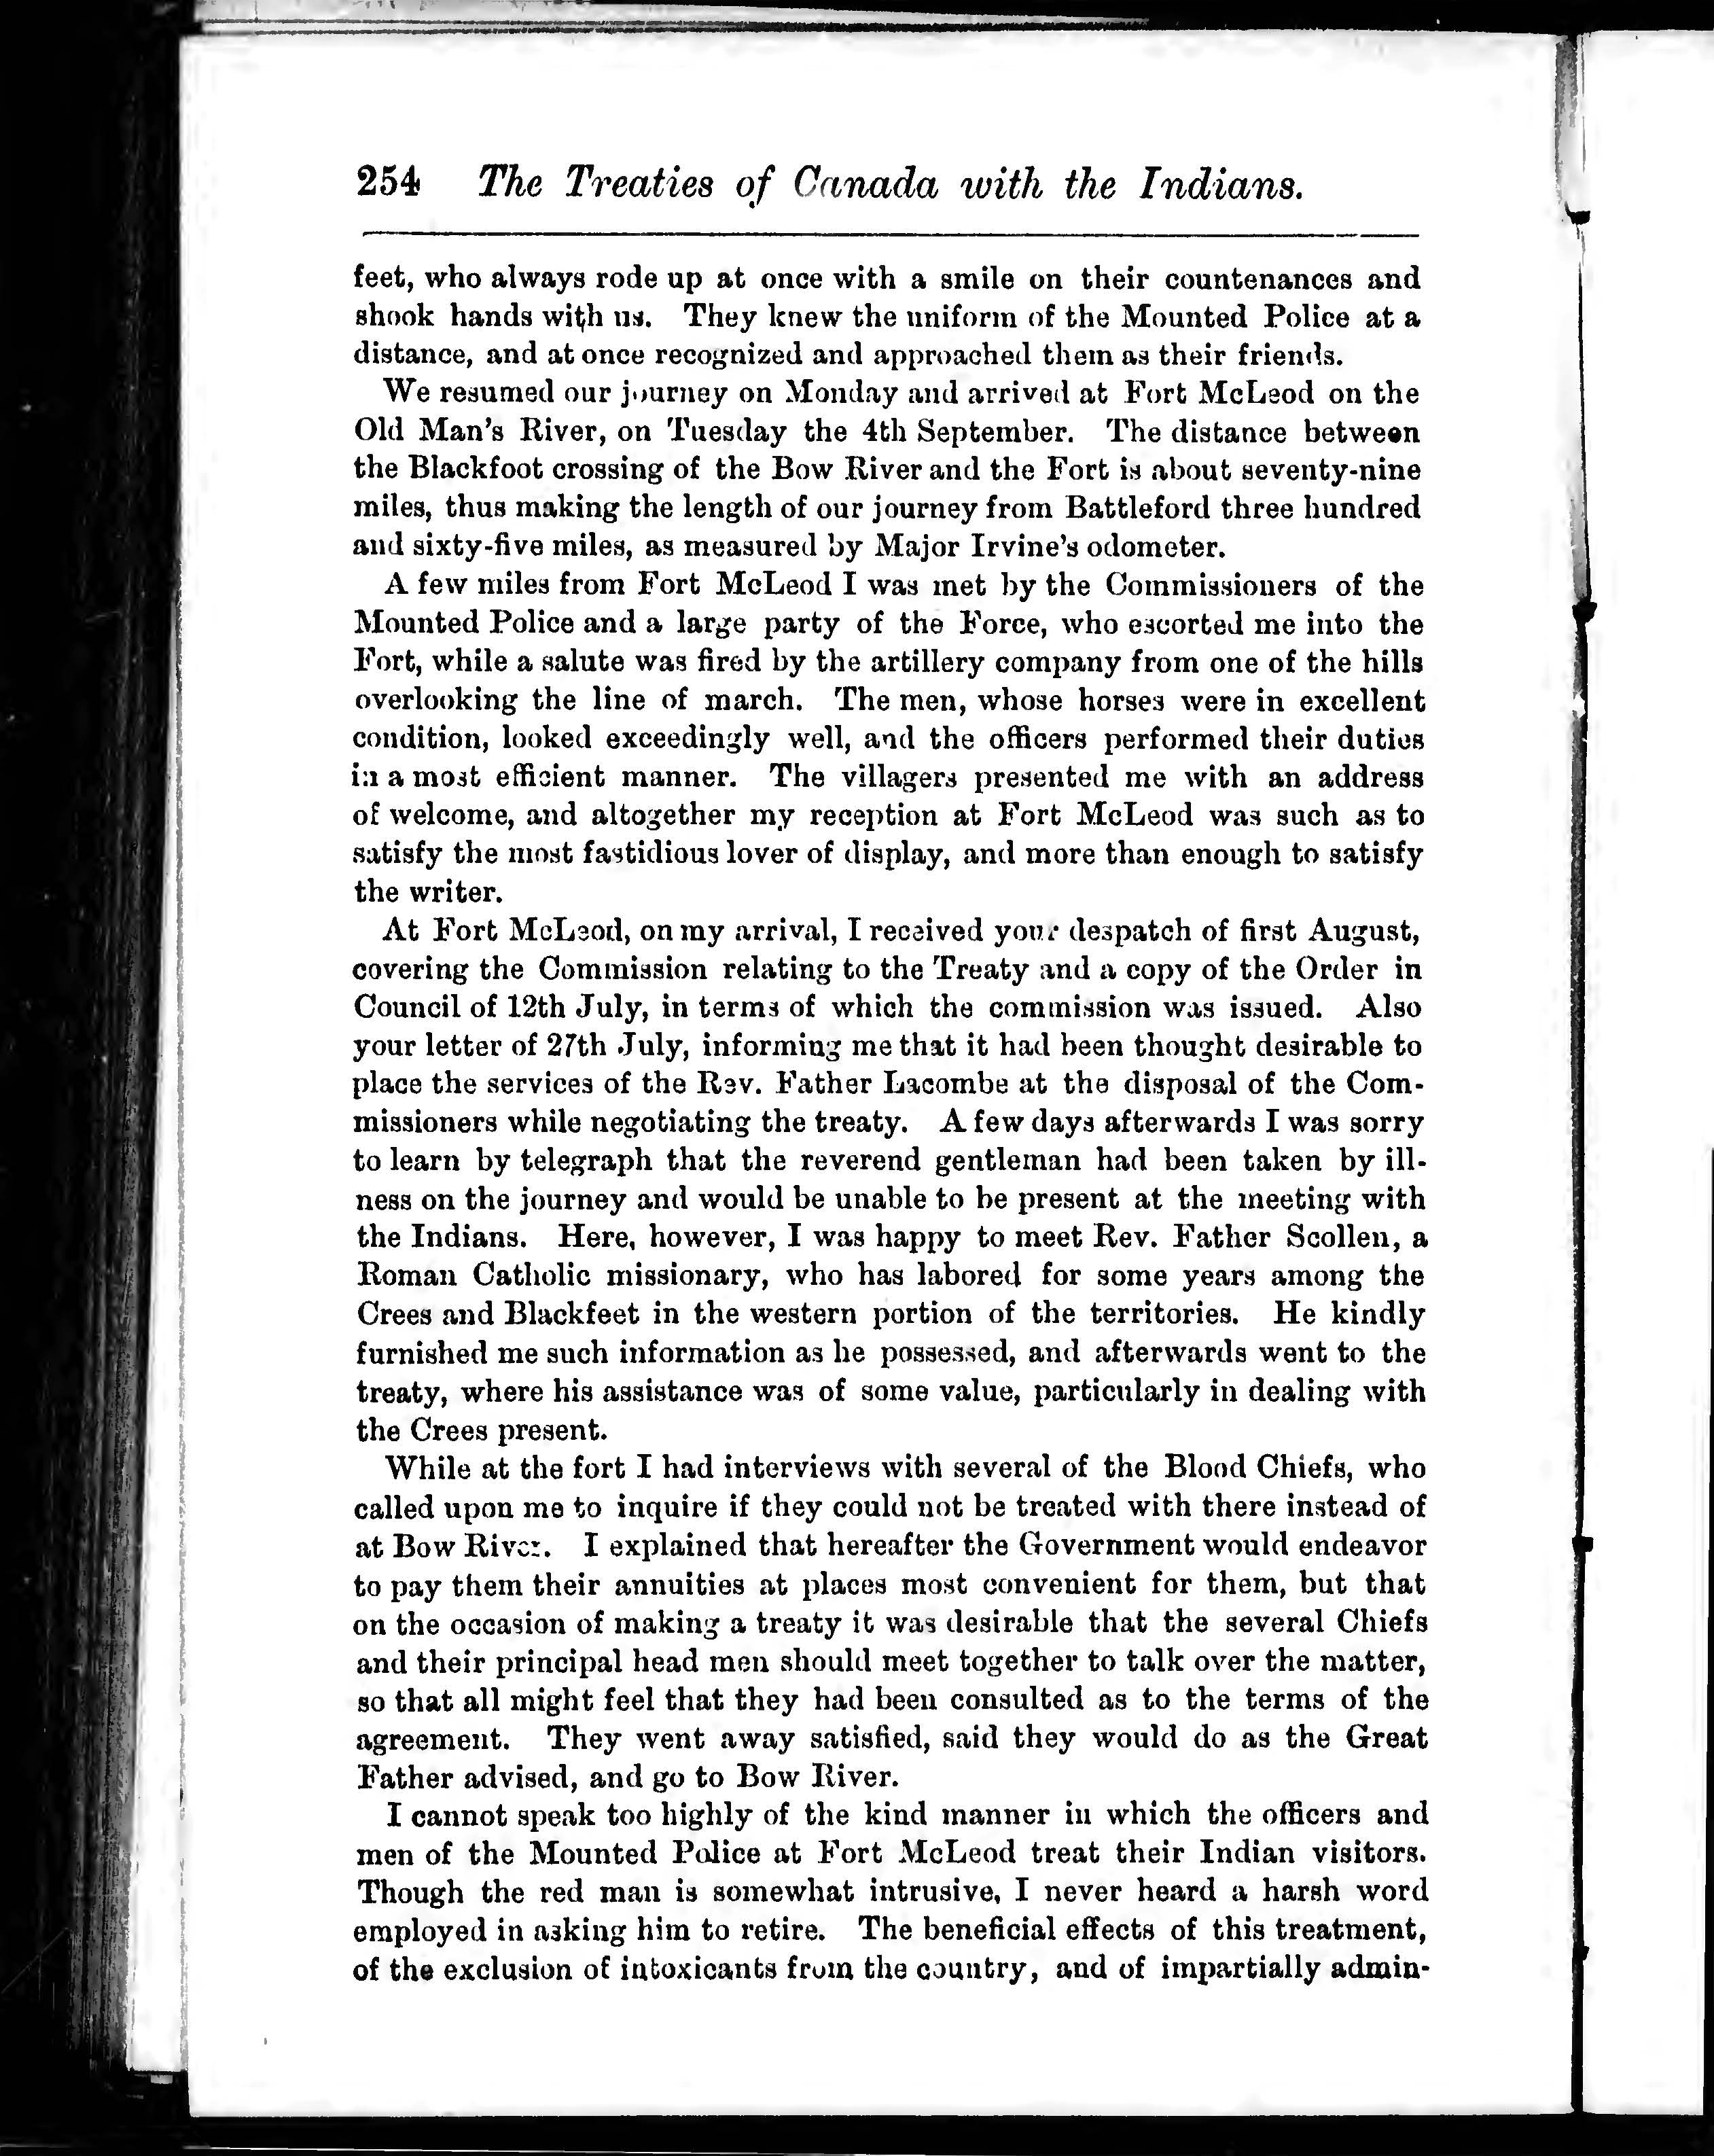 254 The Treaties of Canada with the Indians.
feet, who always rode up at once with a smile on their countenances and
shook hands with us. They knew the uniform of the Mounted Police at a
distance, and at once recognized and approached them as their friends.
We resumed our journey on Monday and arrived at Fort McLeod on the
Old Man's River, on Tuesday the 4th September. The distance between
the Blackfoot crossing of the Bow River and the Fort is about seventy-nine
miles, thus making the length of our journey from Battleford three hundred
and sixty-five miles, as measured by Major Irvine's odometer.
A few miles from Fort McLeod I was met by the Commissioners of the
Mounted Police and a large party of the Force, who escorted me into the
Fort, while a salute was fired by the artillery company from one of the hills
overlooking the line of march. The men, whose horses were in excellent
condition, looked exceedingly well, and the officers performed their duties
in a most efficient manner. The villagers presented me with an address
of welcome, and altogether my reception at Fort McLeod was such as to
satisfy the most fastidious lover of display, and more than enough to satisfy
the writer.
At Fort McLeod, on my arrival, I received your despatch of first August,
covering the Commission relating to the Treaty and a copy of the Order in
Council of 12th July, in terms of which the commission was issued. Also
your letter of 27th July, informing me that it had been thought desirable to
place the services of the Rev. Father Lacombe at the disposal of the Com-
missioners while negotiating the treaty. A few days afterwards I was sorry
to learn by telegraph that the reverend gentleman had been taken by ill-
ness on the journey and would be unable to be present at the meeting with
the Indians. Here, however, I was happy to meet Rev. Father Scollen, a
Roman Catholic missionary, who has labored for some years among the
Crees and Blackfeet in the western portion of the territories. He kindly
furnished me such information as he possessed, and afterwards went to the
treaty, where his assistance was of some value, particularly in dealing with
the Crees present.
While at the fort I had interviews with several of the Blood Chiefs, who
called upon me to inquire if they could not be treated with there instead of
at Bow River. I explained that hereafter the Government would endeavor
to pay them their annuities at places most convenient for them, but that
on the occasion of making a treaty it was desirable that the several Chiefs
and their principal head men should meet together to talk over the matter,
so that all might feel that they had been consulted as to the terms of the
agreement. They went away satisfied, said they would do as the Great
Father advised, and go to Bow River.
I cannot speak too highly of the kind manner in which the officers and
men of the Mounted Police at Fort McLeod treat their Indian visitors.
Though the red man is somewhat intrusive, I never heard a harsh word
employed in asking him to retire. The beneficial effects of this treatment,
of the exclusion of intoxicants from the country, and of impartially admin-